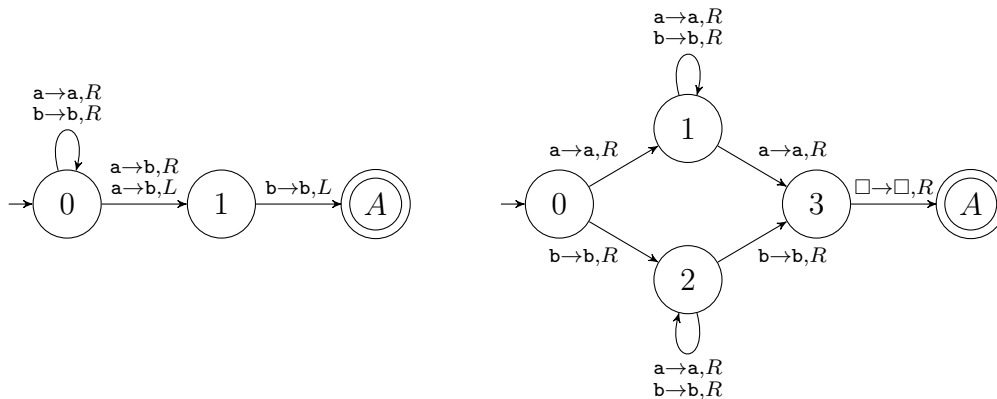 a→a,R
b→b,R
a→b,R
a→b,L
b→b,L
0
1
A
a→a,R
b→b,R
1
a→a,R
a→a,R
0
3
□→□,R
A
b→b,R
b→b,R
2
a→a,R
b→b,R